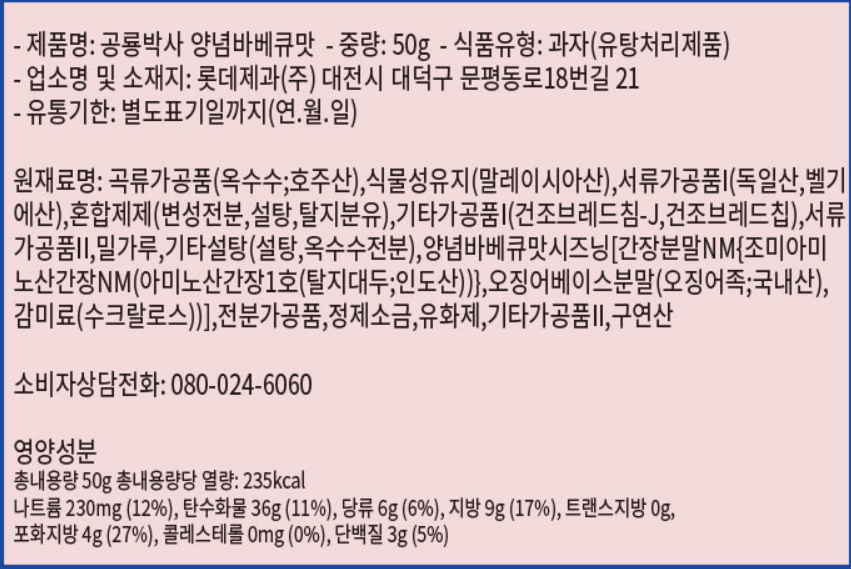 - 제품명: 공룡박사 양념바베큐맛 - 중량: 50g - 식품유형: 과자(유탕처리제품)
- 업소명 및 소재지: 롯데제과(주) 대전시 대덕구 문평동로18번길 21
- 유통기한: 별도표기일까지(연.월.일)
원재료명: 곡류가공품(옥수수;호주산),식물성유지(말레이시아산),서류가공품I(독일산,벨기
에산),혼합제제(변성전분,설탕,탈지분유),기타가공품I(건조브레드침-J,건조브레드칩),서류
가공품II,밀가루,기타설탕(설탕,옥수수전분),양념바베큐맛시즈닝[간장분말NM{조미아미
노산간장NM(아미노산간장1호(탈지대두;인도산))},오징어베이스분말(오징어족;국내산),
감미료(수크랄로스))],전분가공품,정제소금,유화제,기타가공품II,구연산
소비자상담전화: 080-024-6060
영양성분
총내용량 50g 총내용량당 열량: 235kcal
나트륨 230mg (12%), 탄수화물 36g (11%), 당류 6g (6%), 지방 9g (17%), 트랜스지방 0g,
포화지방 4g (27%), 콜레스테롤 0mg (0%), 단백질 3g (5%)